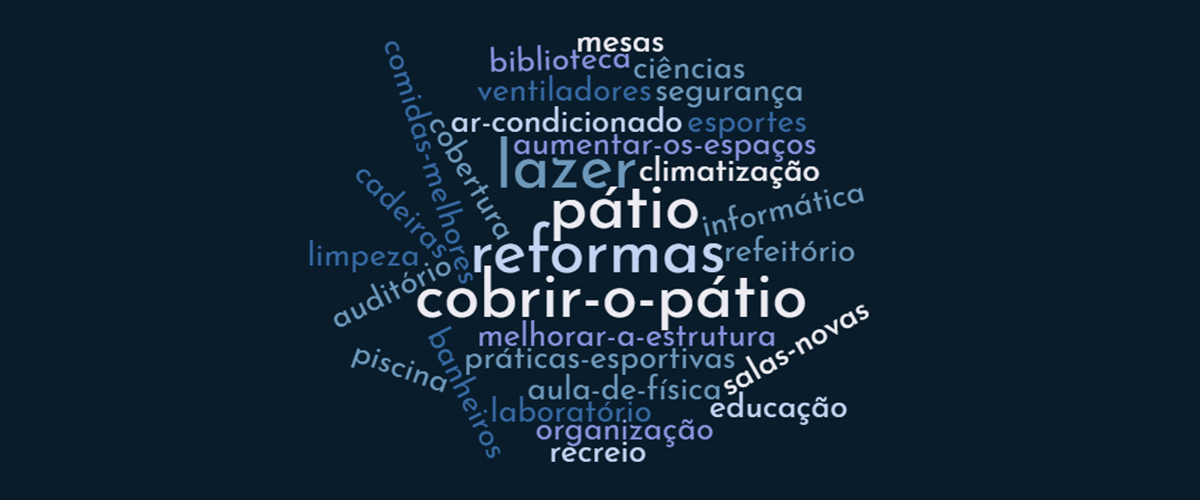 mesas
biblioteca
ciências
ventiladores
segurança
ar-condicionado
esportes
comidas-melhores
cobertura
aumentar-os-espaços
lazer
climatização
cadeiras
pátio
informática
limpeza
reformas
refeitório
auditório
cobrir-o-pátio
melhorar-a-estrutura
salas-novas
piscina
banheiros
práticas-esportivas
aula-de-física
laboratório
educação
organização
recreio